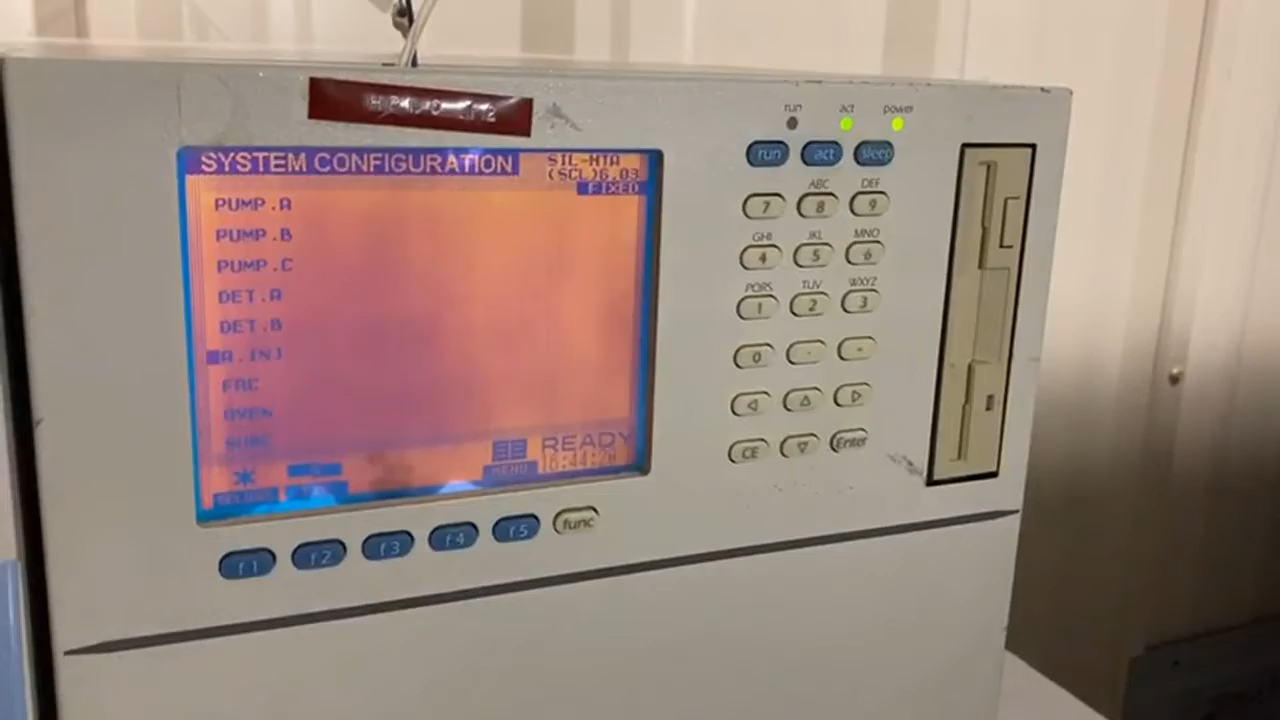 SYSTEM CONFIGURATION
SIL-HTA
(SCL)6.03
FIXED
PUMP.A
PUMP.B
PUMP.C
DET.A
DET.B
A.INJ
FRC
OVEN
READY
MENU
run act power
run act sleep
ABC DEF
7 8 9
GHI JKL MNO
4 5 6
PQRS TUV WXYZ
1 2 3
0 . -
CE Enter
f1 f2 f3 f4 f5 func